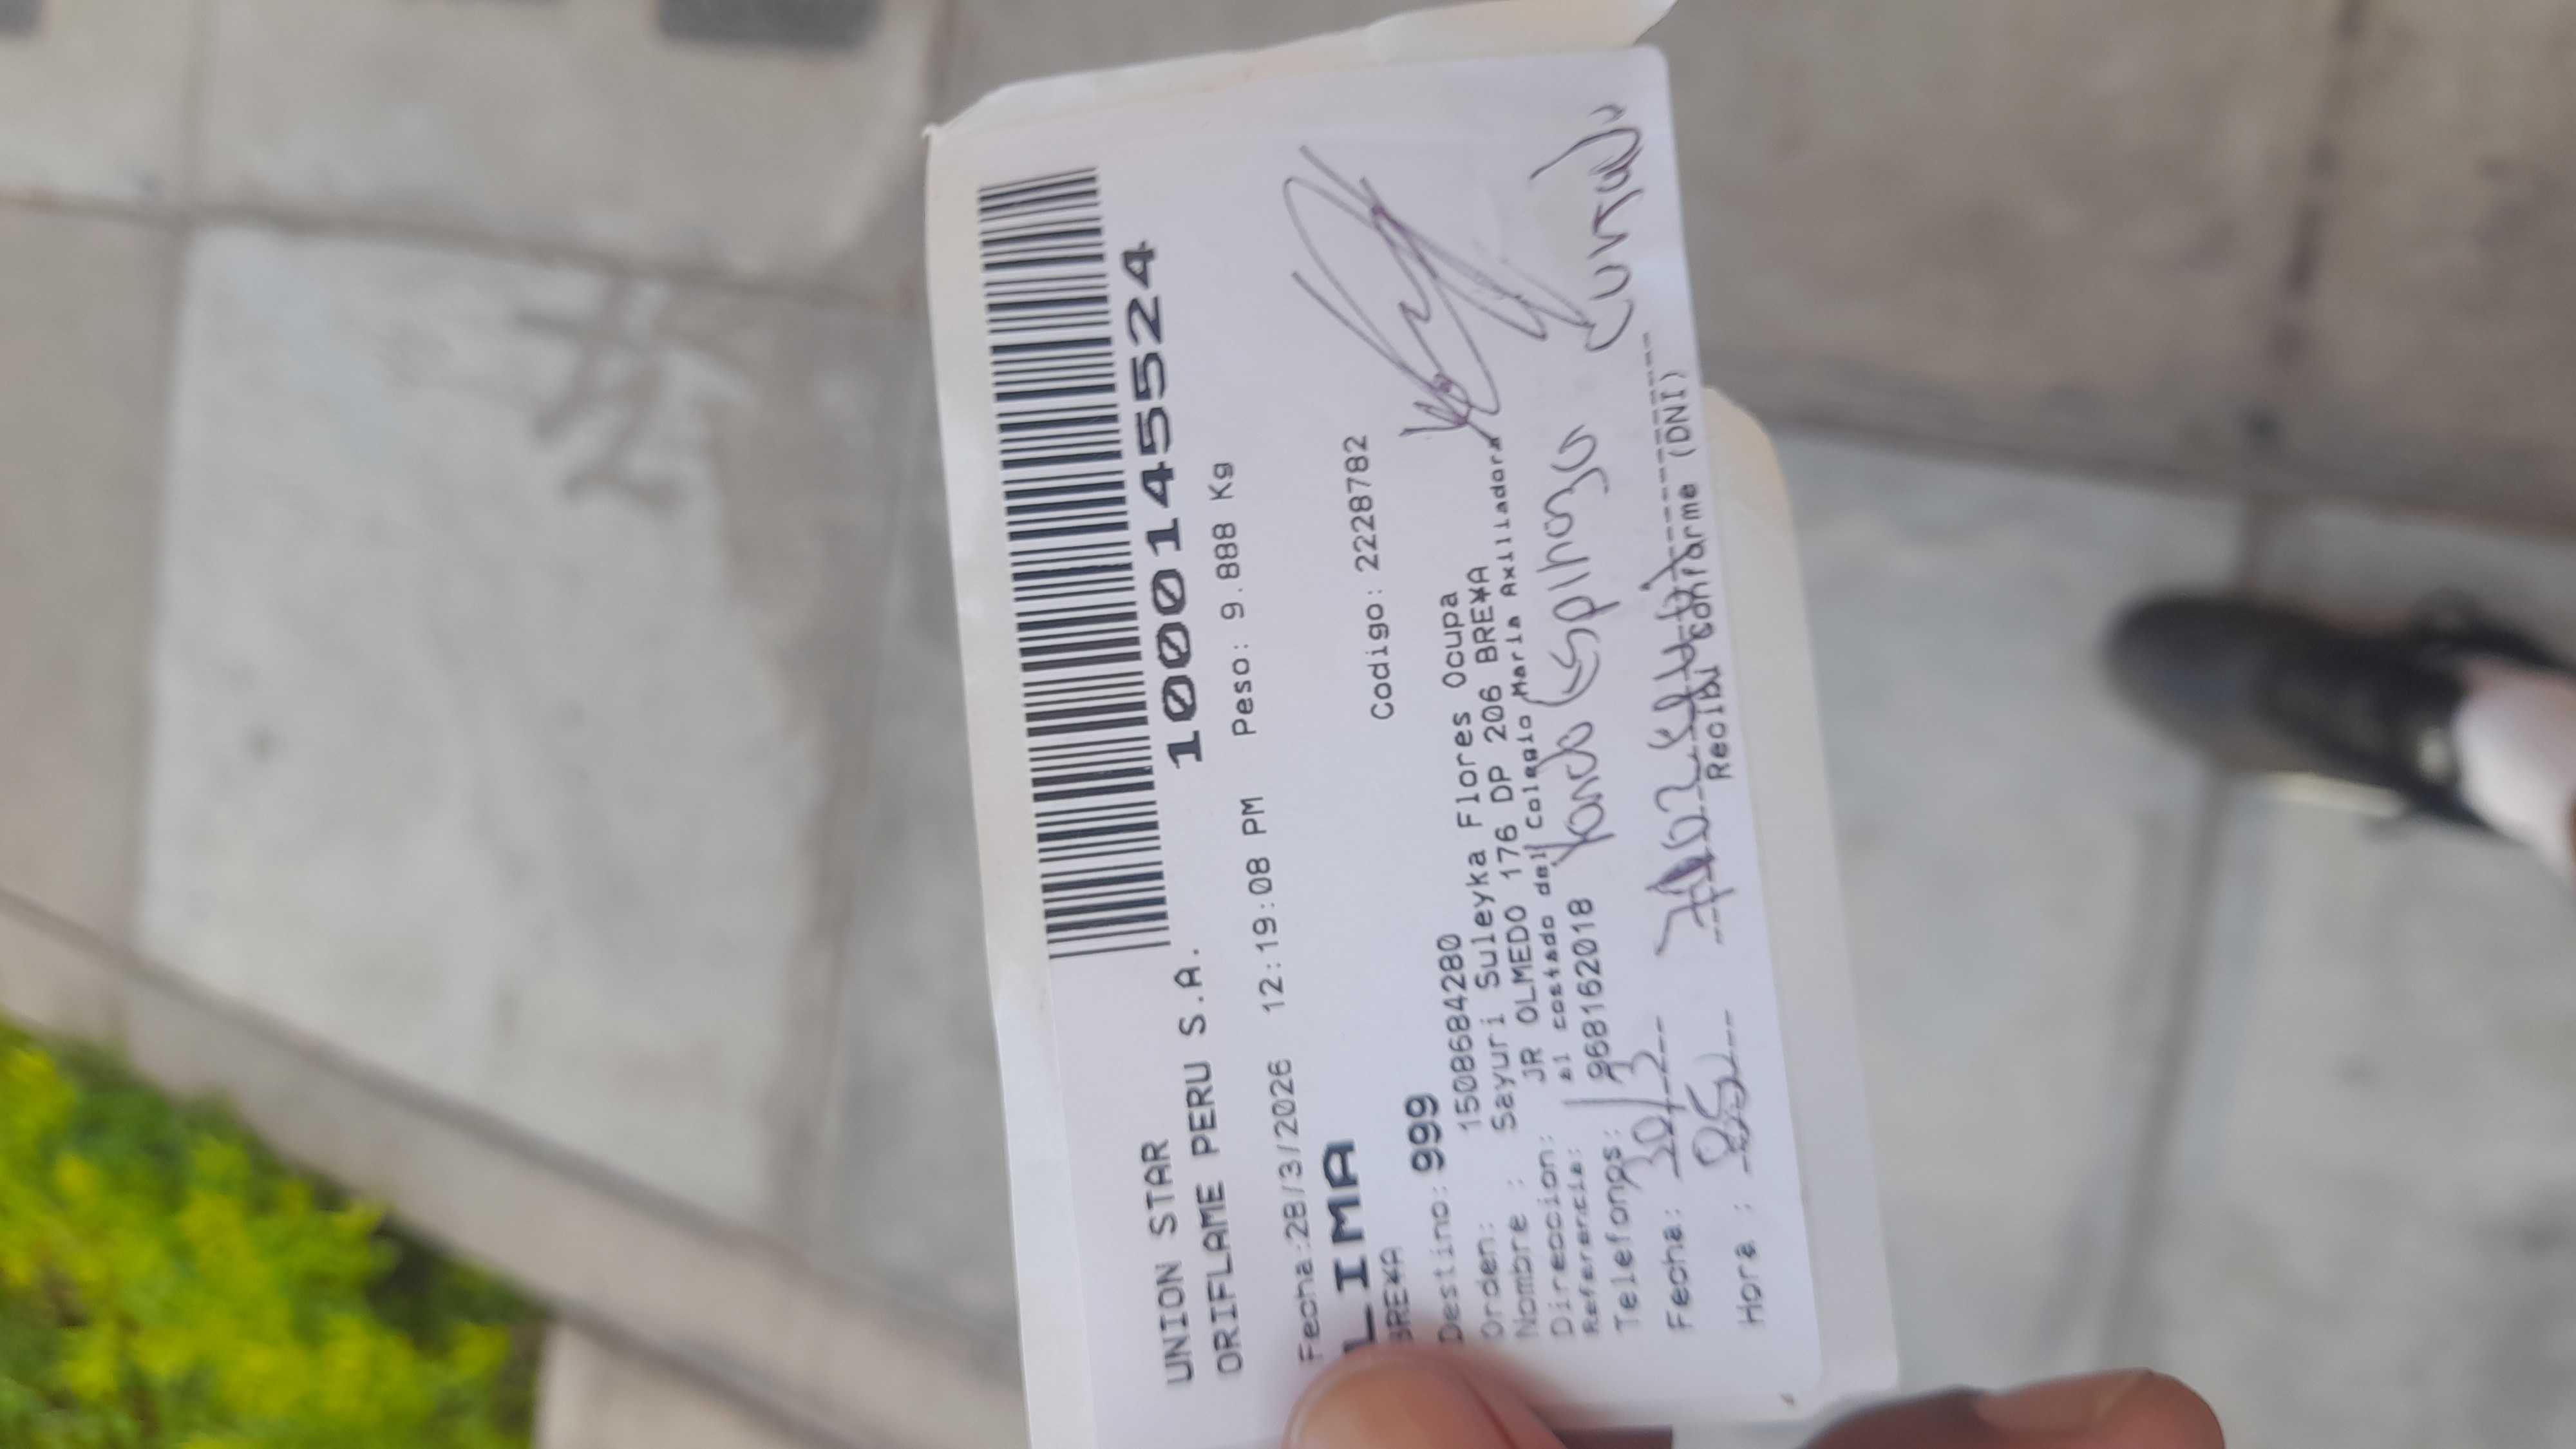 UNION STAR
ORIFLAME PERU S.A. 1000145524
Fecha:28/3/2026 12:19:08 PM Peso: 9.888 Kg
LIMA
BRE¥A Codigo: 2228782
Destino: 999
Orden: 1508684280
Nombre : Sayuri Suleyka Flores Ocupa
Direccion: JR OLMEDO 176 DP 206 BRE¥A
Referencia: al costado del Colegio Maria Axilladora
Telefonos: 968162018
Espinoza
Fecha: 30/3
Hora :
Recibi Conforme (DNI)